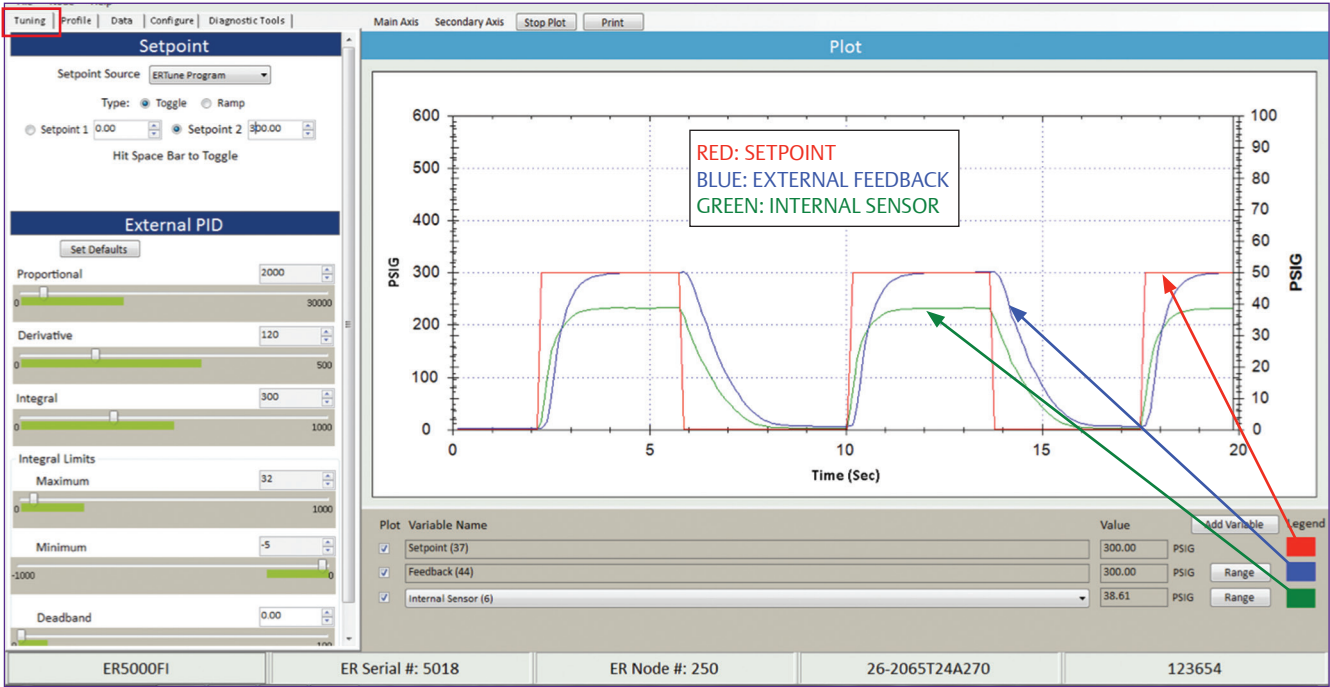 Tuning Profile Data Configure Diagnostic Tools
Main Axis Secondary Axis Stop Plot Print
Setpoint
Setpoint Source ERTune Program
Type: Toggle Ramp
Setpoint 1 0.00 Setpoint 2 300.00
Hit Space Bar to Toggle
External PID
Set Defaults
Proportional 2000
0 30000
Derivative 120
0 500
Integral 300
0 1000
Integral Limits
Maximum 32
0 1000
Minimum -5
-1000 0
Deadband 0.00
0 100
Plot
RED: SETPOINT
BLUE: EXTERNAL FEEDBACK
GREEN: INTERNAL SENSOR
PSIG
600
500
400
300
200
100
0
100
90
80
70
60
50
40
30
20
10
0
PSIG
0 5 10 15 20
Time (Sec)
Plot Variable Name Value Add Variable Legend
Setpoint (37) 300.00 PSIG
Feedback (44) 300.00 PSIG Range
Internal Sensor (6) 38.61 PSIG Range
ER5000FI ER Serial #: 5018 ER Node #: 250 26-2065T24A270 123654